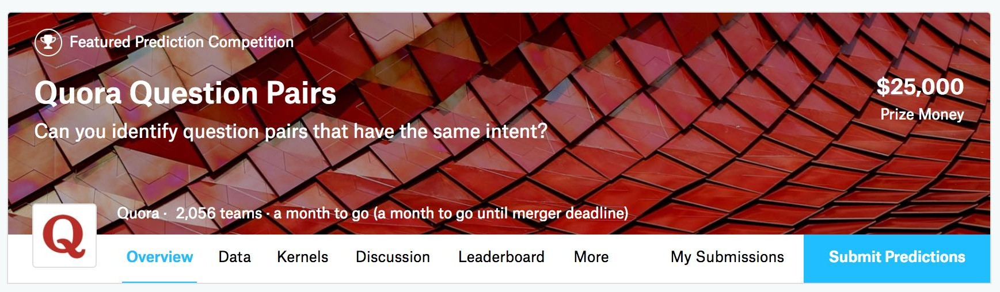 Featured Prediction Competition
Quora Question Pairs
Can you identify question pairs that have the same intent?
$25,000
Prize Money
Quora · 2,056 teams · a month to go (a month to go until merger deadline)
Q
Overview Data Kernels Discussion Leaderboard More My Submissions Submit Predictions